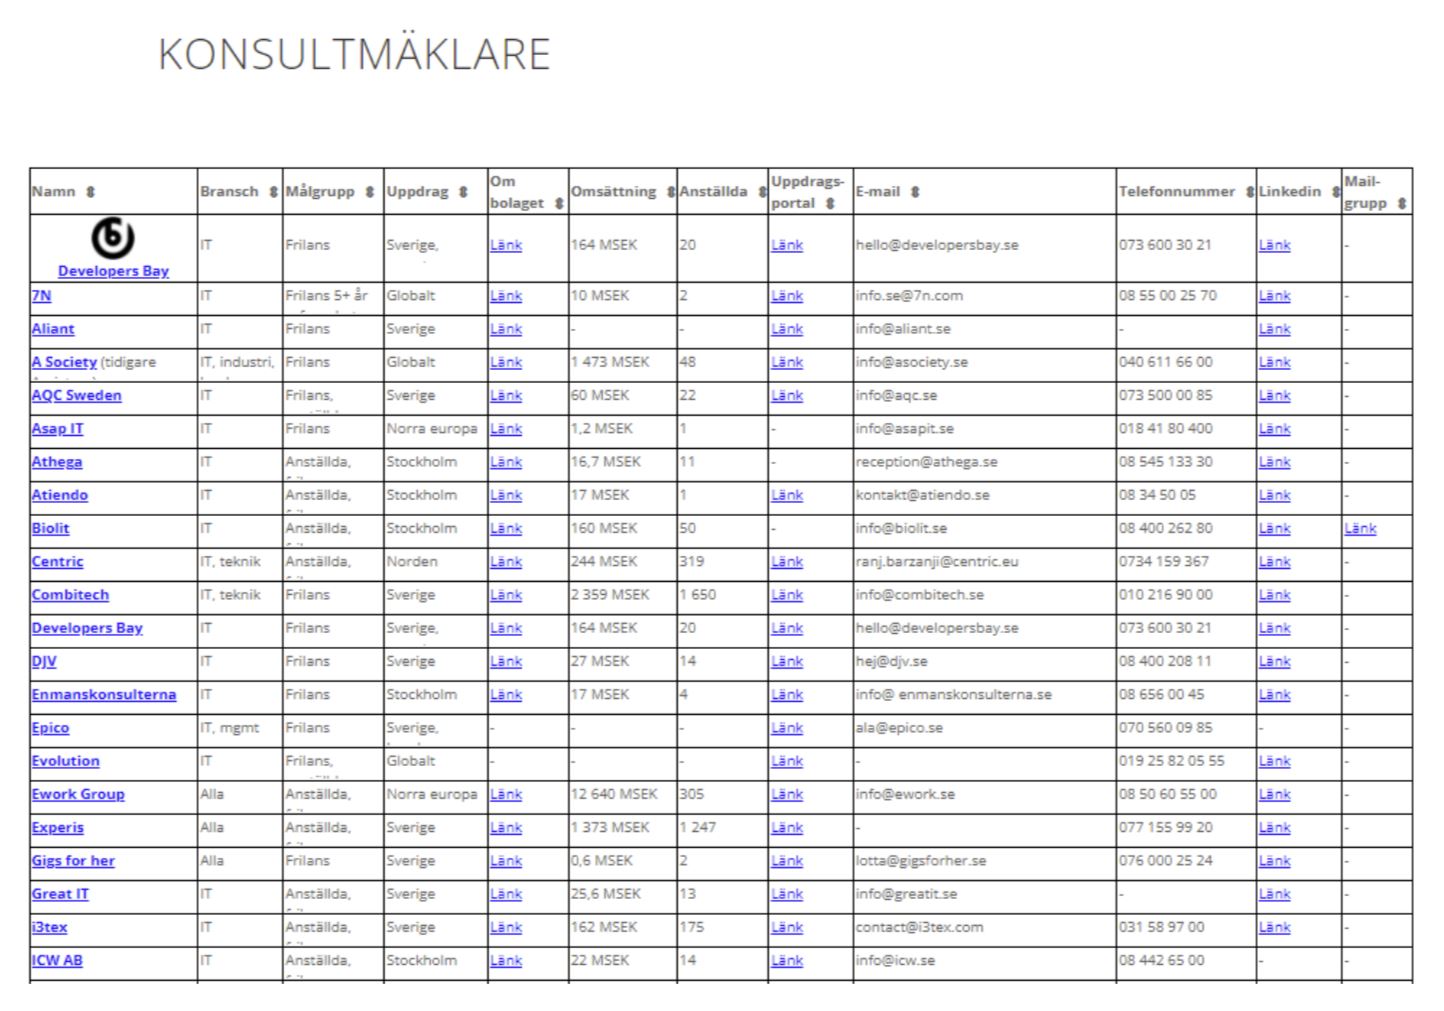 KONSULTMÄKLARE
Namn Bransch Målgrupp Uppdrag Om bolaget Omsättning Anställda Uppdrags-portal E-mail Telefonnummer Linkedin Mail-grupp
Developers Bay IT Frilans Sverige, Länk 164 MSEK 20 Länk hello@developersbay.se 073 600 30 21 Länk -
7N IT Frilans 5+ år Globalt Länk 10 MSEK 2 Länk info.se@7n.com 08 55 00 25 70 Länk -
Aliant IT Frilans Sverige Länk - - Länk info@aliant.se - Länk -
A Society (tidigare IT, industri, Frilans Globalt Länk 1 473 MSEK 48 Länk info@asociety.se 040 611 66 00 Länk -
AQC Sweden IT Frilans, Sverige Länk 60 MSEK 22 Länk info@aqc.se 073 500 00 85 Länk -
Asap IT IT Frilans Norra europa Länk 1,2 MSEK 1 - info@asapit.se 018 41 80 400 Länk -
Athega IT Anställda, Stockholm Länk 16,7 MSEK 11 - reception@athega.se 08 545 133 30 Länk -
Atiendo IT Anställda, Stockholm Länk 17 MSEK 1 Länk kontakt@atiendo.se 08 34 50 05 Länk -
Biolit IT Anställda, Stockholm Länk 160 MSEK 50 - info@biolit.se 08 400 262 80 Länk Länk
Centric IT, teknik Anställda, Norden Länk 244 MSEK 319 Länk ranj.barzanji@centric.eu 0734 159 367 Länk -
Combitech IT, teknik Frilans Sverige Länk 2 359 MSEK 1 650 Länk info@combitech.se 010 216 90 00 Länk -
Developers Bay IT Frilans Sverige, Länk 164 MSEK 20 Länk hello@developersbay.se 073 600 30 21 Länk -
DJV IT Frilans Sverige Länk 27 MSEK 14 Länk hej@djv.se 08 400 208 11 Länk -
Enmanskonsulterna IT Frilans Stockholm Länk 17 MSEK 4 Länk info@ enmanskonsulterna.se 08 656 00 45 Länk -
Epico IT, mgmt Frilans Sverige, - - - Länk ala@epico.se 070 560 09 85 - -
Evolution IT Frilans, Globalt - - - Länk - 019 25 82 05 55 Länk -
Ework Group Alla Anställda, Norra europa Länk 12 640 MSEK 305 Länk info@ework.se 08 50 60 55 00 Länk -
Experis Alla Anställda, Sverige Länk 1 373 MSEK 1 247 Länk - 077 155 99 20 Länk -
Gigs for her Alla Frilans Sverige Länk 0,6 MSEK 2 Länk lotta@gigsforher.se 076 000 25 24 Länk -
Great IT IT Anställda, Sverige Länk 25,6 MSEK 13 Länk info@greatit.se - Länk -
i3tex IT Anställda, Sverige Länk 162 MSEK 175 Länk contact@i3tex.com 031 58 97 00 Länk -
ICW AB IT Anställda, Stockholm Länk 22 MSEK 14 Länk info@icw.se 08 442 65 00 - -